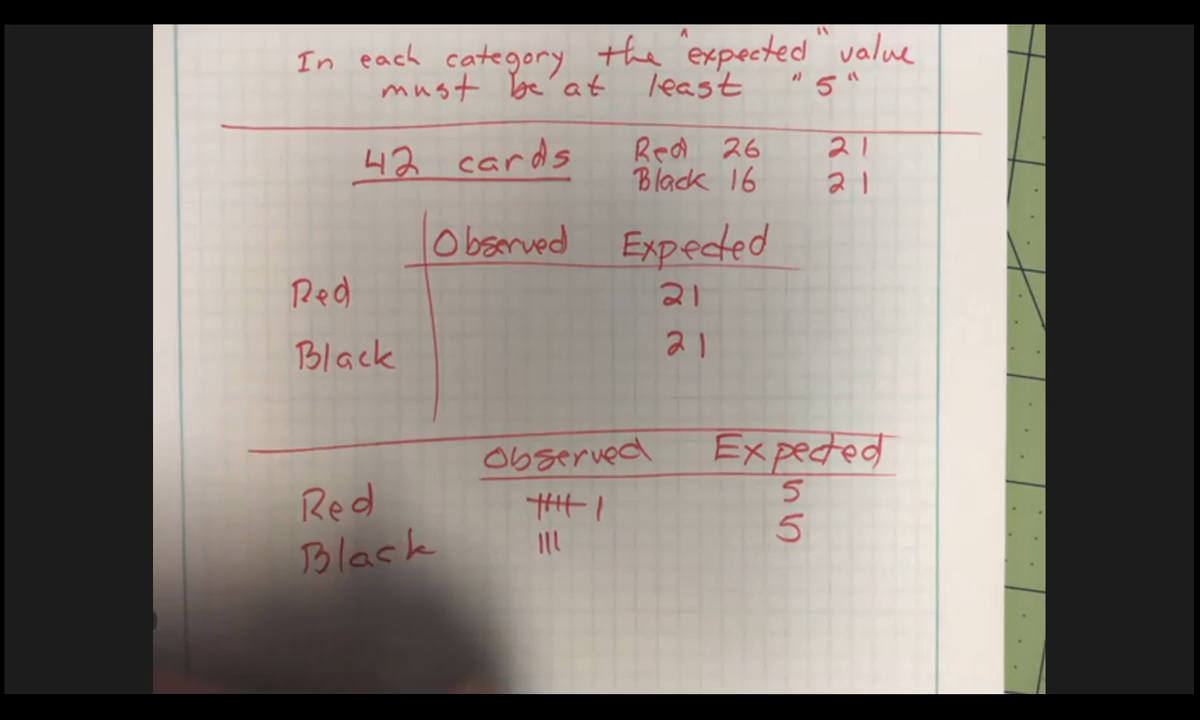 In each category the "expected" value
must be at least "5"
42 cards Red 26 21
Black 16 21
Observed Expected
Red 21
Black 21
Observed Expected
Red 𝍸 | 5
Black ||| 5